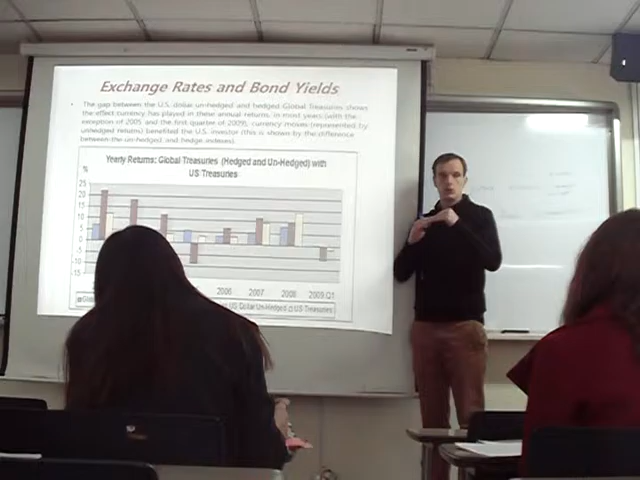 Exchange Rates and Bond Yields
• The gap between the U.S. dollar un-hedged and hedged Global Treasuries shows
the effect currency has played in these annual returns. In most years (with the
exception of 2005 and the first quarter of 2009), currency moves (represented by
unhedged returns) benefitted the U.S. investor (this is shown by the difference
between the un-hedged and hedge indexes).
Yearly Returns: Global Treasuries (Hedged and Un-Hedged) with
US Treasuries
%
25
20
15
10
5
0
-5
-10
-15
2006 2007 2008 2009 Q1
US Dollar Un-Hedged US Treasuries